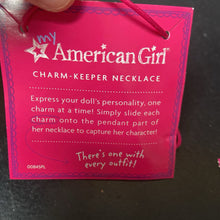 my
American Girl
CHARM-KEEPER NECKLACE
Express your doll's personality, one
charm at a time! Simply slide each
charm onto the pendant part of
her necklace to capture her character!
There's one with
every outfit!